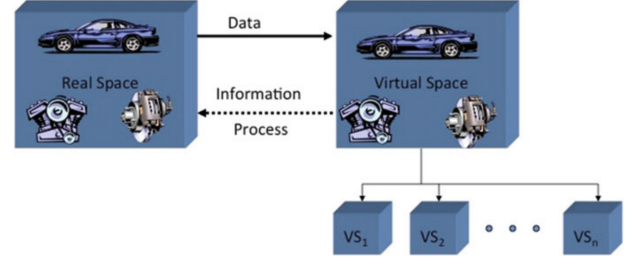 Data
Real Space
Virtual Space
Information
Process
VS₁
VS₂
VSₙ